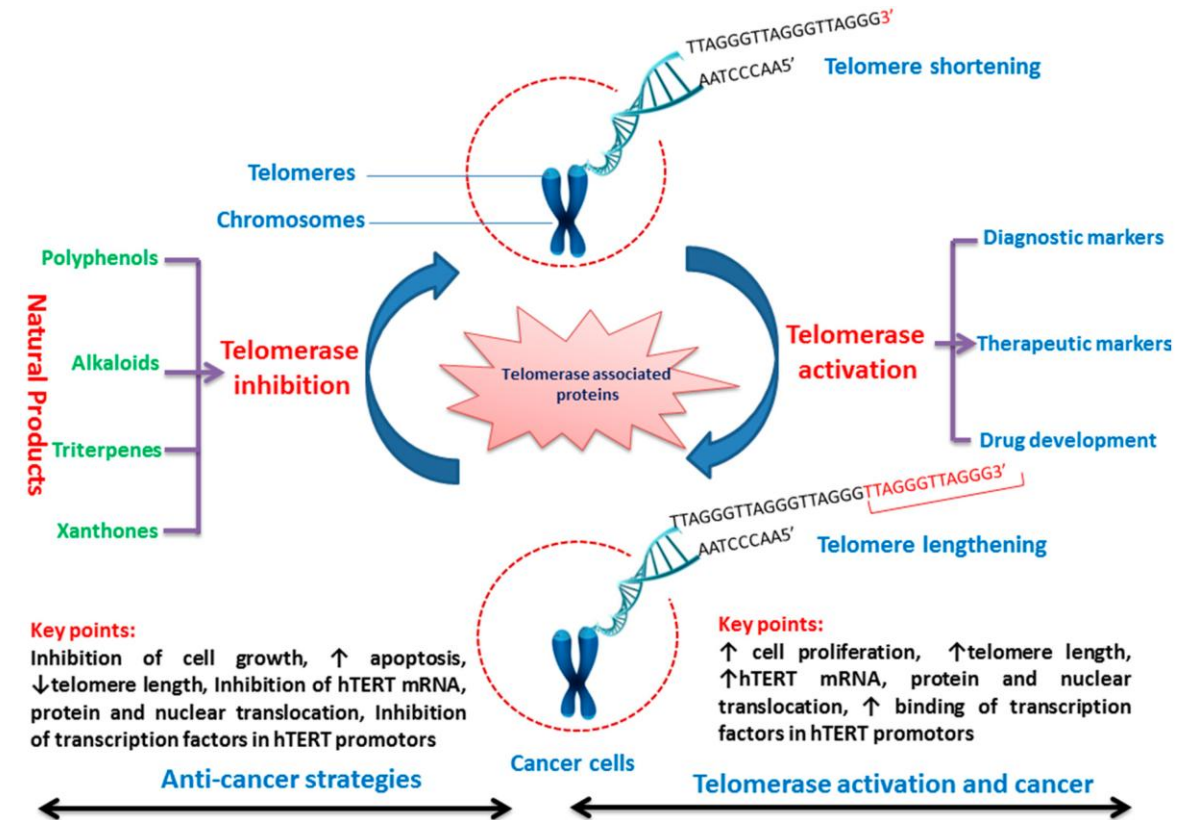 TTAGGGTTAGGGTTAGGG3’
AATCCCAA5’
Telomere shortening
Telomeres
Chromosomes
Natural Products
Polyphenols
Alkaloids
Triterpenes
Xanthones
Telomerase
inhibition
Telomerase associated
proteins
Telomerase
activation
Diagnostic markers
Therapeutic markers
Drug development
TTAGGGTTAGGGTTAGGGTTAGGGTTAGGG3’
AATCCCAA5’
Telomere lengthening
Key points:
Inhibition of cell growth, ↑ apoptosis,
↓telomere length, Inhibition of hTERT mRNA,
protein and nuclear translocation, Inhibition
of transcription factors in hTERT promotors
Anti-cancer strategies
Cancer cells
Key points:
↑ cell proliferation, ↑telomere length,
↑hTERT mRNA, protein and nuclear
translocation, ↑ binding of transcription
factors in hTERT promotors
Telomerase activation and cancer